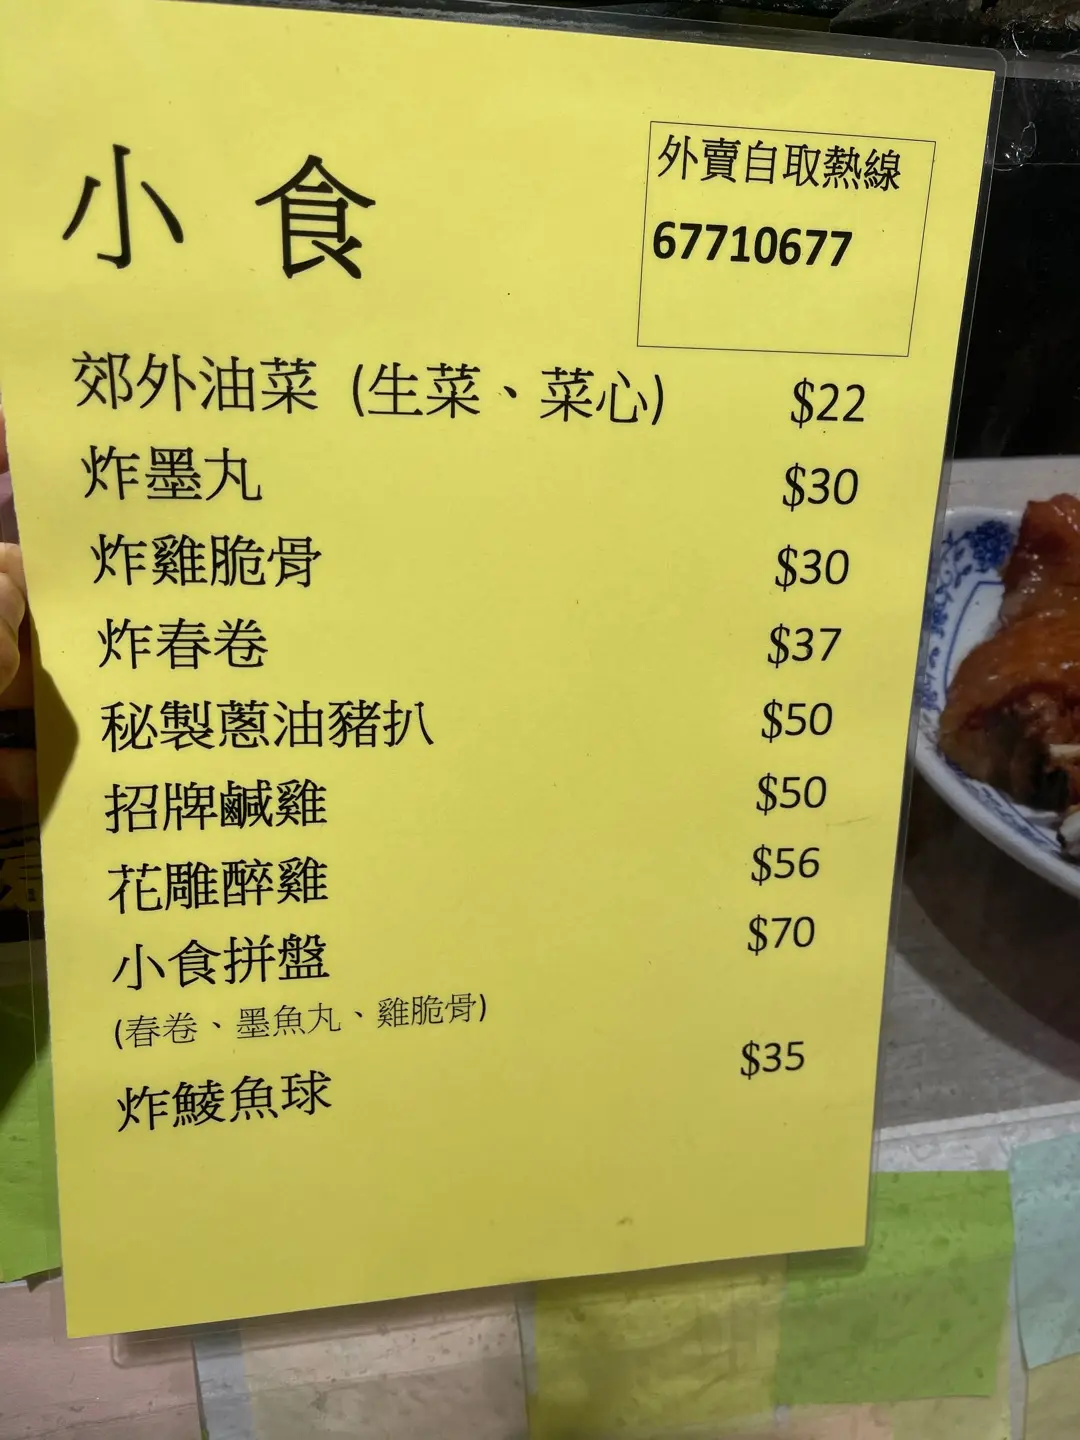 小食
外賣自取熱線
67710677
郊外油菜 (生菜、菜心) $22
炸墨丸 $30
炸雞脆骨 $30
炸春卷 $37
秘製蔥油豬扒 $50
招牌鹹雞 $50
花雕醉雞 $56
小食拼盤 $70
(春卷、墨魚丸、雞脆骨)
炸鯪魚球 $35